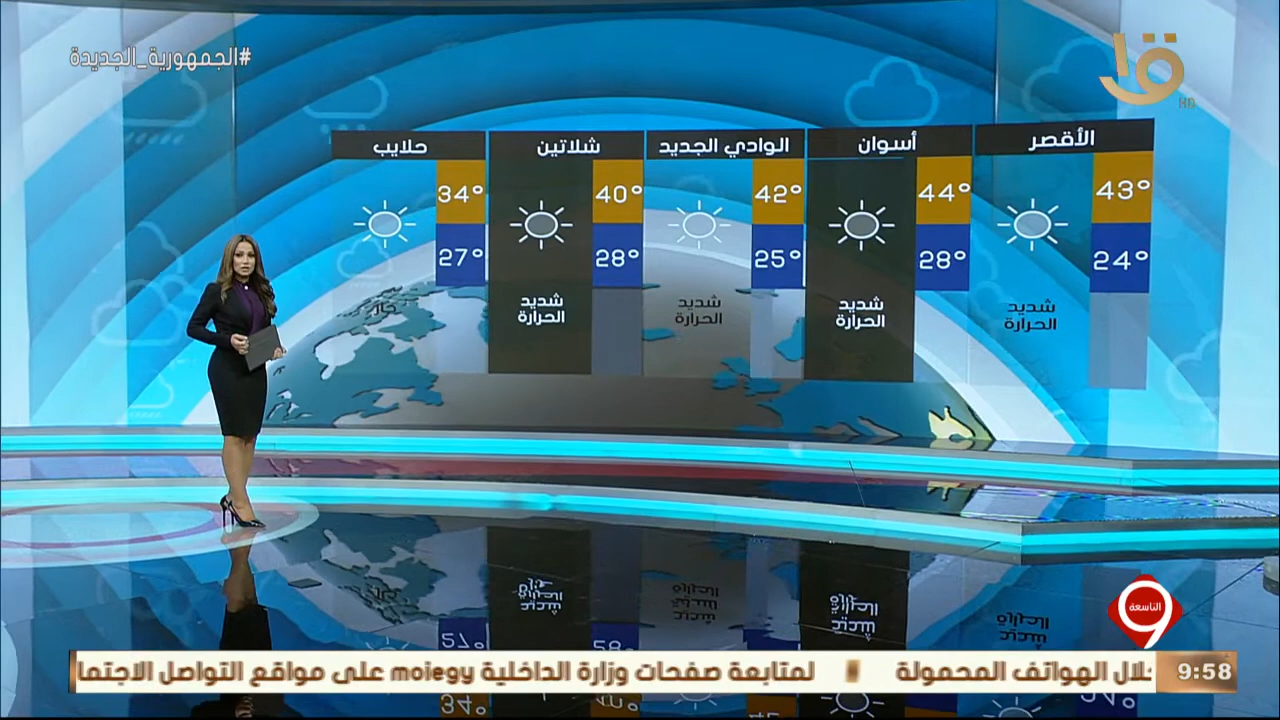 #الجمهورية_الجديدة
ق١
HD
الأقصر
43°
24°
شديد
الحرارة
أسوان
44°
28°
شديد
الحرارة
الوادي الجديد
42°
25°
شديد
الحرارة
شلاتين
40°
28°
شديد
الحرارة
حلايب
34°
27°
التاسعة
9
لمتابعة صفحات وزارة الداخلية moiegy على مواقع التواصل الاجتما
الهواتف المحمولة
9:58